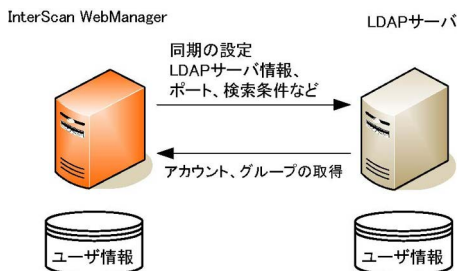 InterScan WebManager
LDAPサーバ
同期の設定
LDAPサーバ情報、
ポート、検索条件など
アカウント、グループの取得
ユーザ情報
ユーザ情報